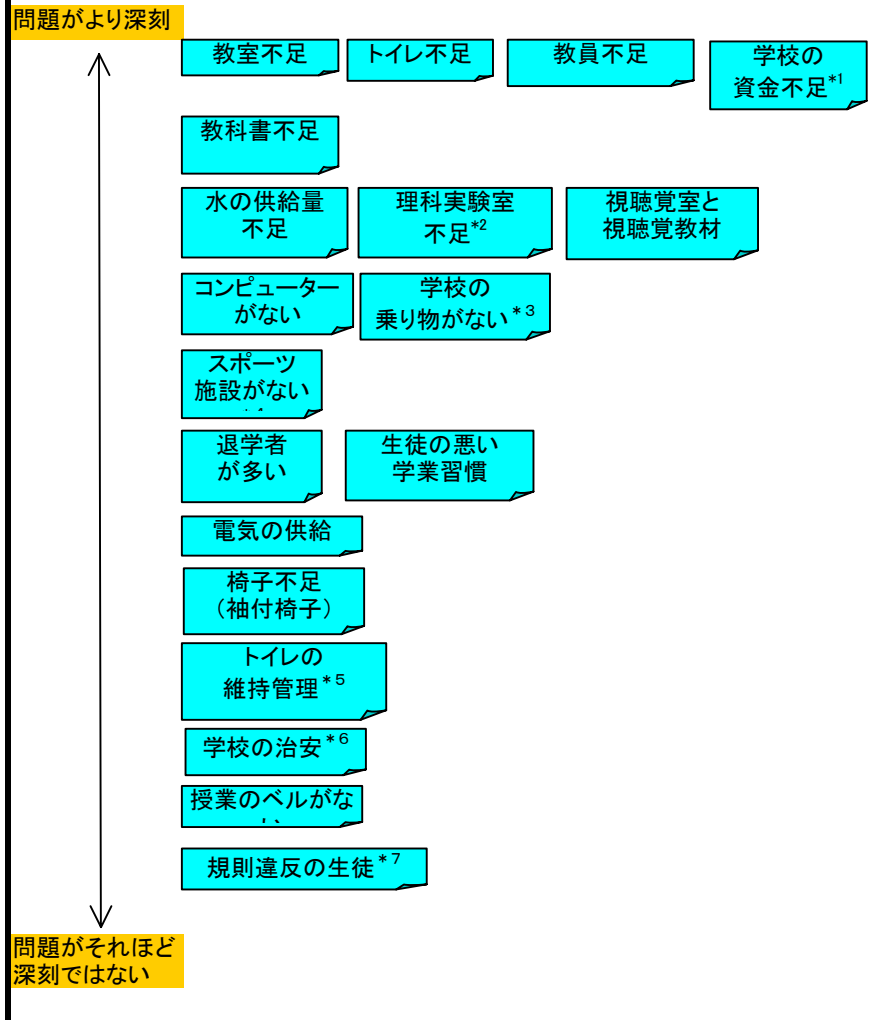 問題がより深刻
教室不足
トイレ不足
教員不足
学校の
資金不足*1
教科書不足
水の供給量
不足
理科実験室
不足*2
視聴覚室と
視聴覚教材
コンピューター
がない
学校の
乗り物がない*3
スポーツ
施設がない
退学者
が多い
生徒の悪い
学業習慣
電気の供給
椅子不足
（袖付椅子）
トイレの
維持管理*5
学校の治安*6
授業のベルがな
規則違反の生徒*7
問題がそれほど
深刻ではない